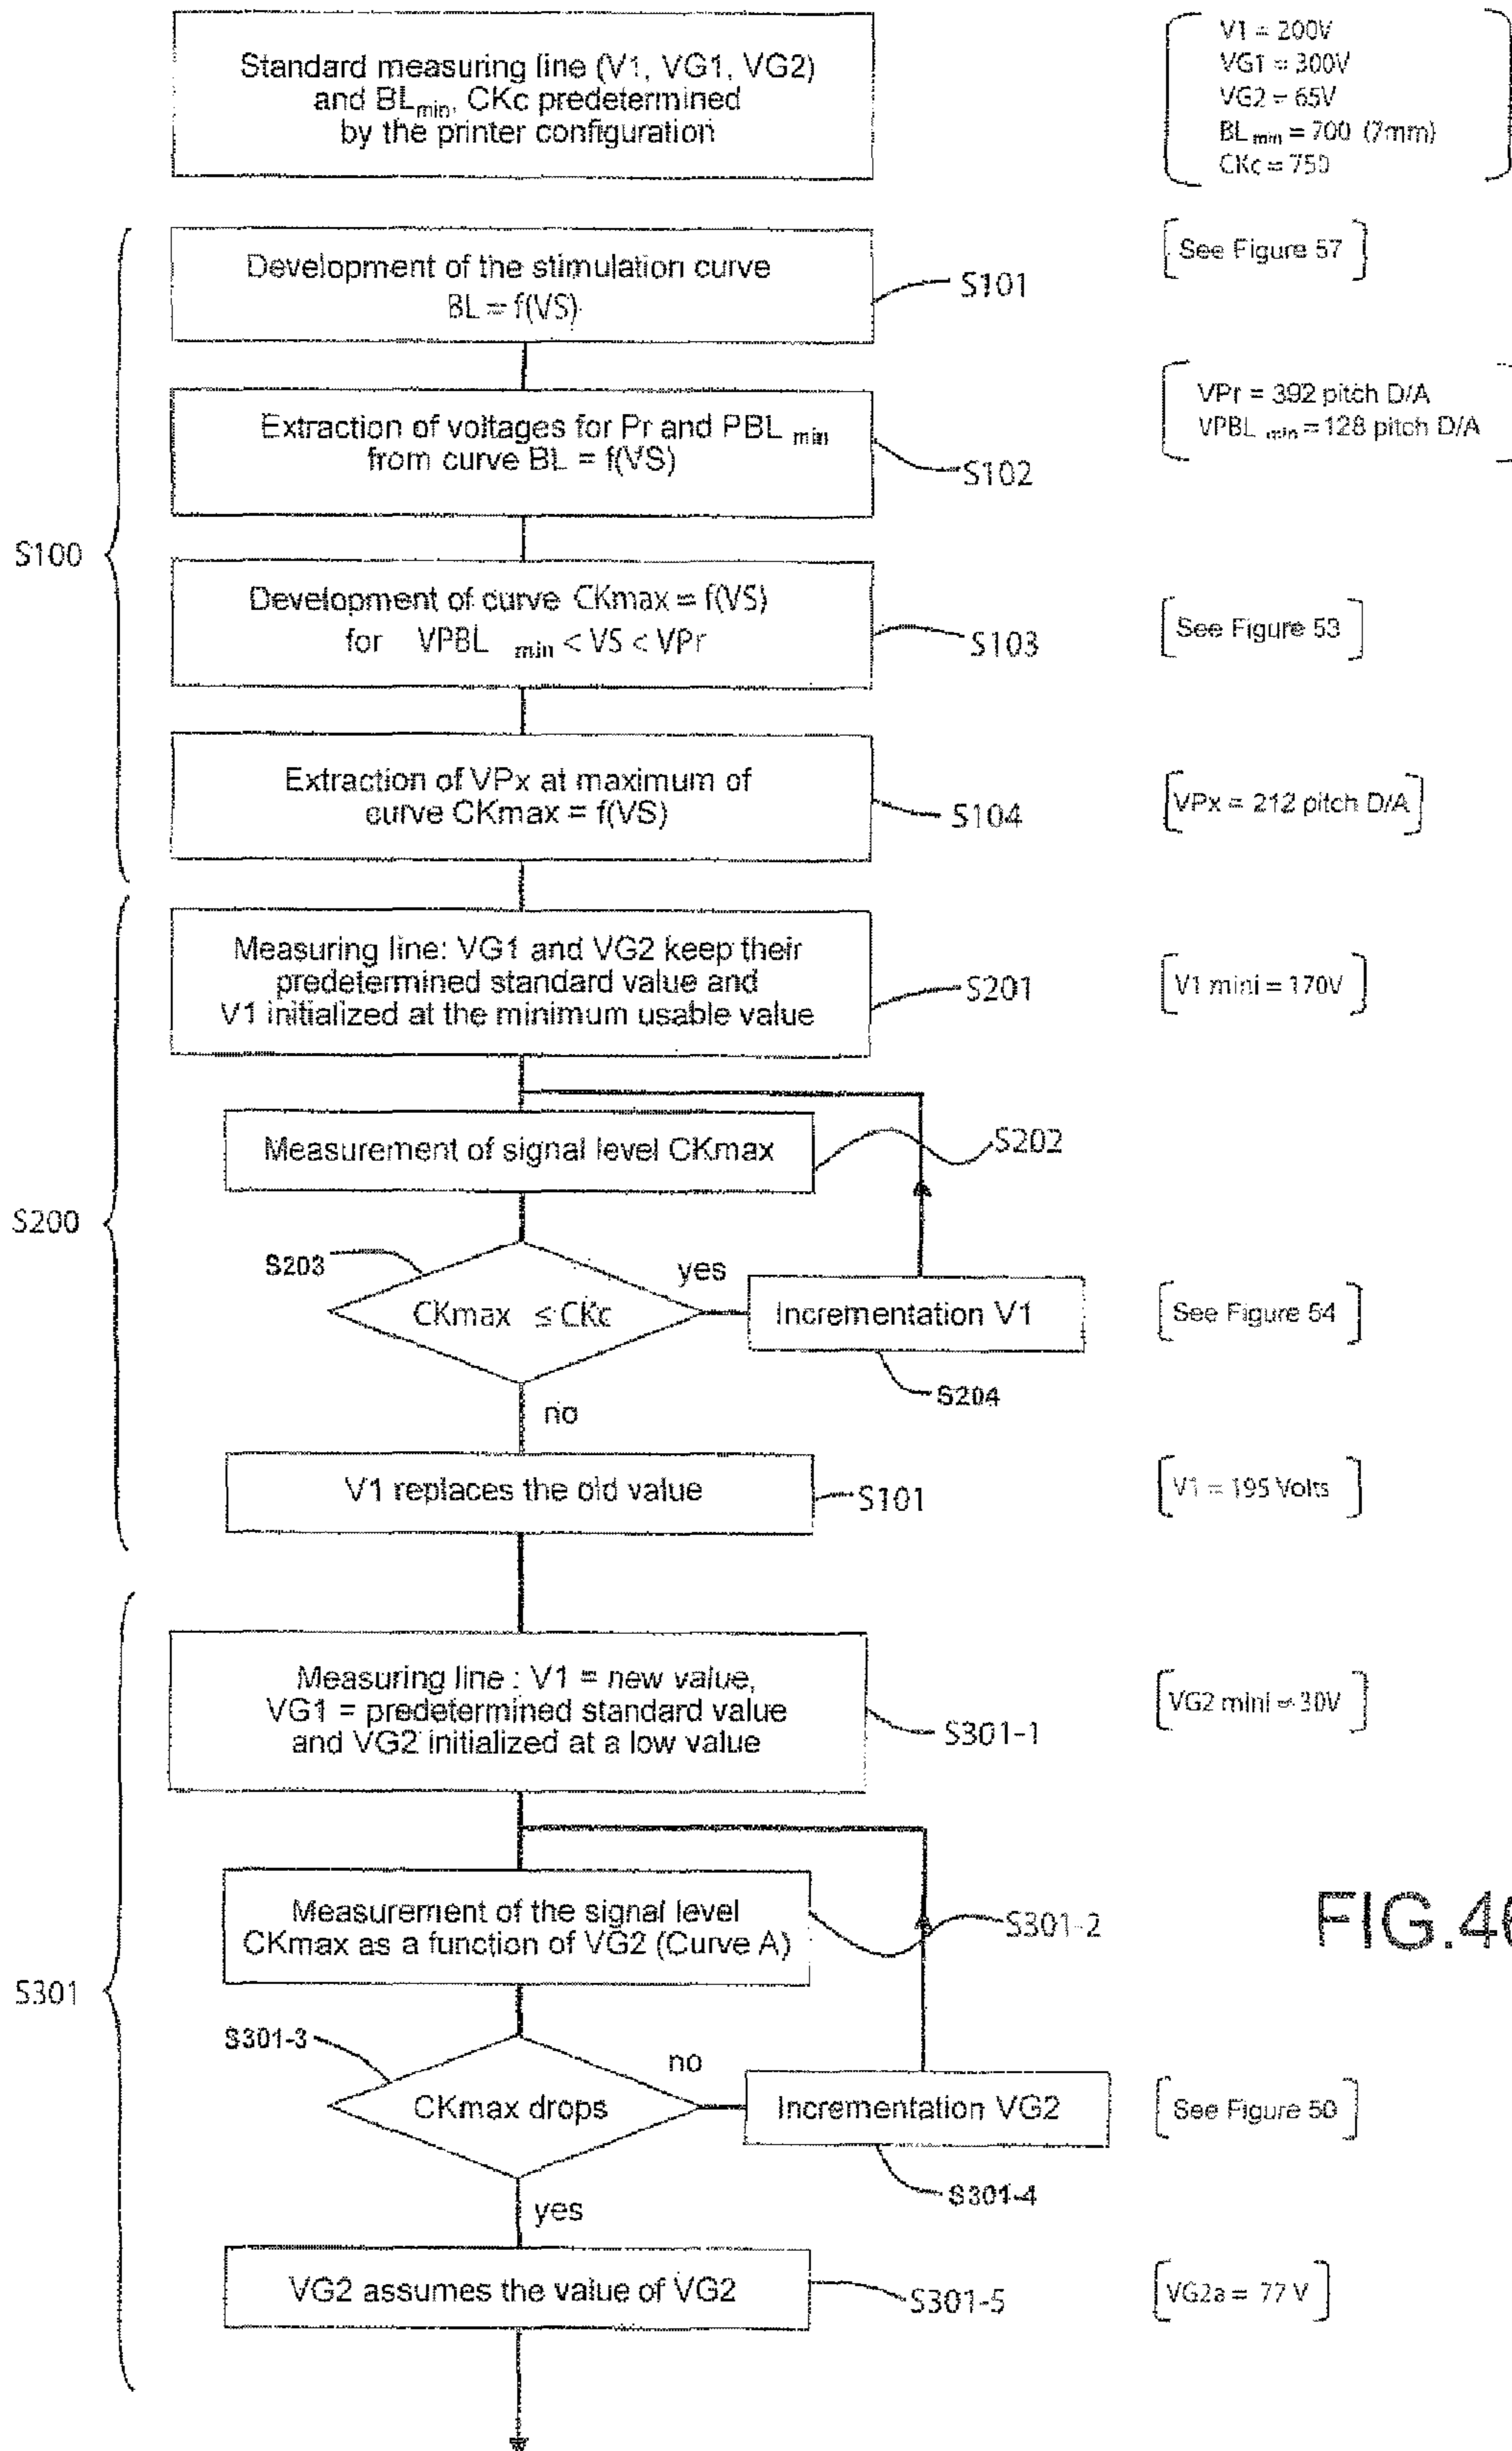 Standard measuring line (V1, VG1, VG2)
and BLmin, CKc predetermined
by the printer configuration
V1 = 200V
VG1 = 300V
VG2 = 65V
BL min = 700 (7mm)
CKc = 750
S100
Development of the stimulation curve
BL = f(VS)
S101
[See Figure 57]
Extraction of voltages for Pr and PBL min
from curve BL = f(VS)
S102
VPr = 392 pitch D/A
VPBL min = 128 pitch D/A
Development of curve CKmax = f(VS)
for VPBL min < VS < VPr
S103
[See Figure 53]
Extraction of VPx at maximum of
curve CKmax = f(VS)
S104
[VPx = 212 pitch D/A]
S200
Measuring line: VG1 and VG2 keep their
predetermined standard value and
V1 initialized at the minimum usable value
S201
[V1 mini = 170V]
Measurement of signal level CKmax
S202
S203
CKmax ≤ CKc
yes
Incrementation V1
S204
[See Figure 54]
no
V1 replaces the old value
S101
[V1 = 195 Volts]
S301
Measuring line : V1 = new value,
VG1 = predetermined standard value
and VG2 initialized at a low value
S301-1
[VG2 mini = 30V]
Measurement of the signal level
CKmax as a function of VG2 (Curve A)
S301-2
S301-3
CKmax drops
no
Incrementation VG2
S301-4
[See Figure 50]
yes
VG2 assumes the value of VG2
S301-5
[VG2a = 77 V]